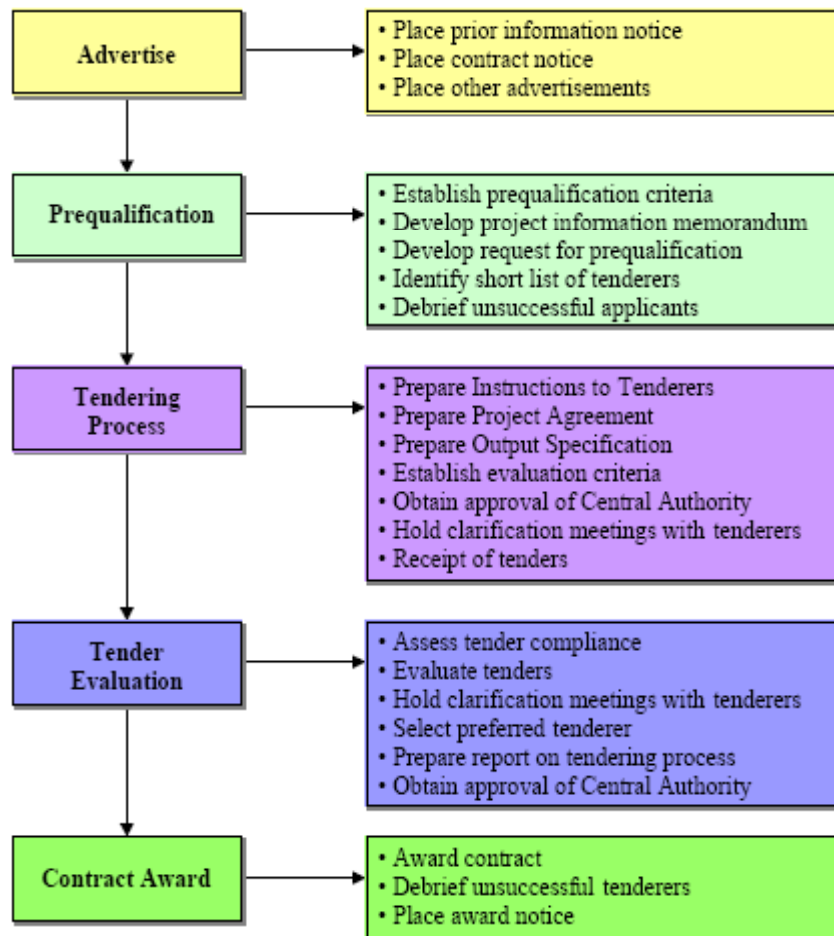 Advertise
• Place prior information notice
• Place contract notice
• Place other advertisements
Prequalification
• Establish prequalification criteria
• Develop project information memorandum
• Develop request for prequalification
• Identify short list of tenderers
• Debrief unsuccessful applicants
Tendering
Process
• Prepare Instructions to Tenderers
• Prepare Project Agreement
• Prepare Output Specification
• Establish evaluation criteria
• Obtain approval of Central Authority
• Hold clarification meetings with tenderers
• Receipt of tenders
Tender
Evaluation
• Assess tender compliance
• Evaluate tenders
• Hold clarification meetings with tenderers
• Select preferred tenderer
• Prepare report on tendering process
• Obtain approval of Central Authority
Contract Award
• Award contract
• Debrief unsuccessful tenderers
• Place award notice